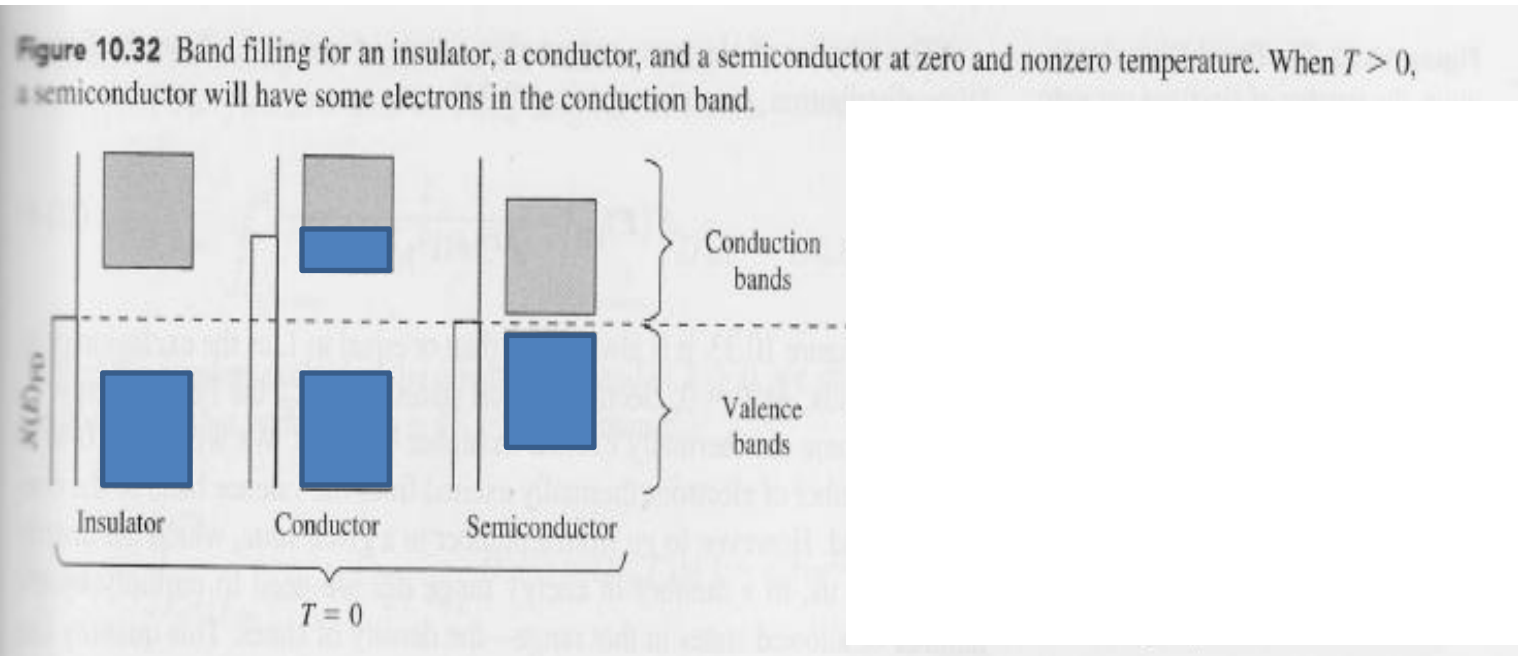 Figure 10.32 Band filling for an insulator, a conductor, and a semiconductor at zero and nonzero temperature. When T > 0,
a semiconductor will have some electrons in the conduction band.
Conduction
bands
N(E)FD
Valence
bands
Insulator
Conductor
Semiconductor
T = 0